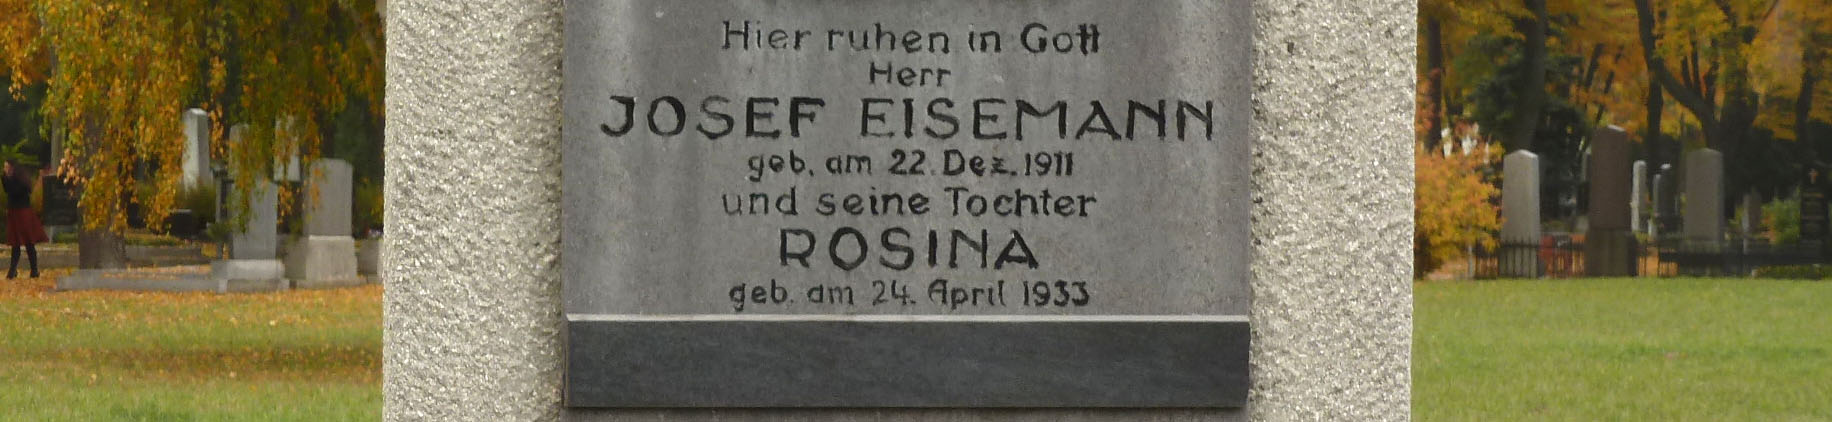 Hier ruhen in Gott
Herr
JOSEF EISEMANN
geb. am 22. Dez. 1911
und seine Tochter
ROSINA
geb. am 24. April 1933